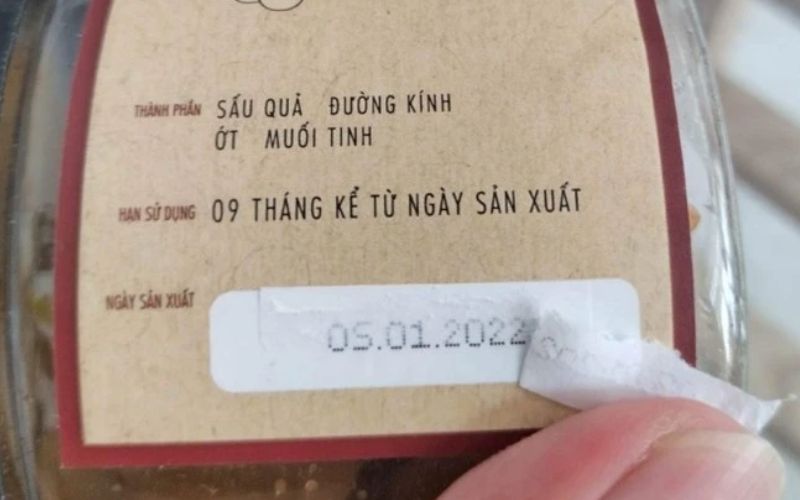 THÀNH PHẦN SẤU QUẢ ĐƯỜNG KÍNH
ỚT MUỐI TINH
HẠN SỬ DỤNG 09 THÁNG KỂ TỪ NGÀY SẢN XUẤT
NGÀY SẢN XUẤT
05.01.2022